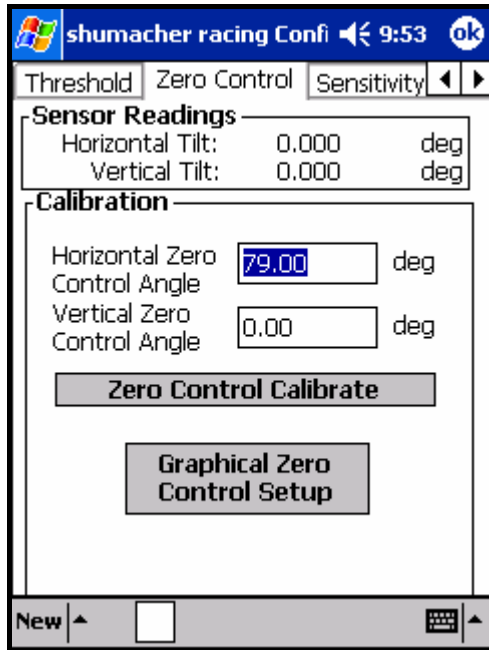 shumacher racing Confi 9:53 ok
Threshold Zero Control Sensitivity
Sensor Readings
Horizontal Tilt: 0.000 deg
Vertical Tilt: 0.000 deg
Calibration
Horizontal Zero
Control Angle
79.00 deg
Vertical Zero
Control Angle
0.00 deg
Zero Control Calibrate
Graphical Zero
Control Setup
New